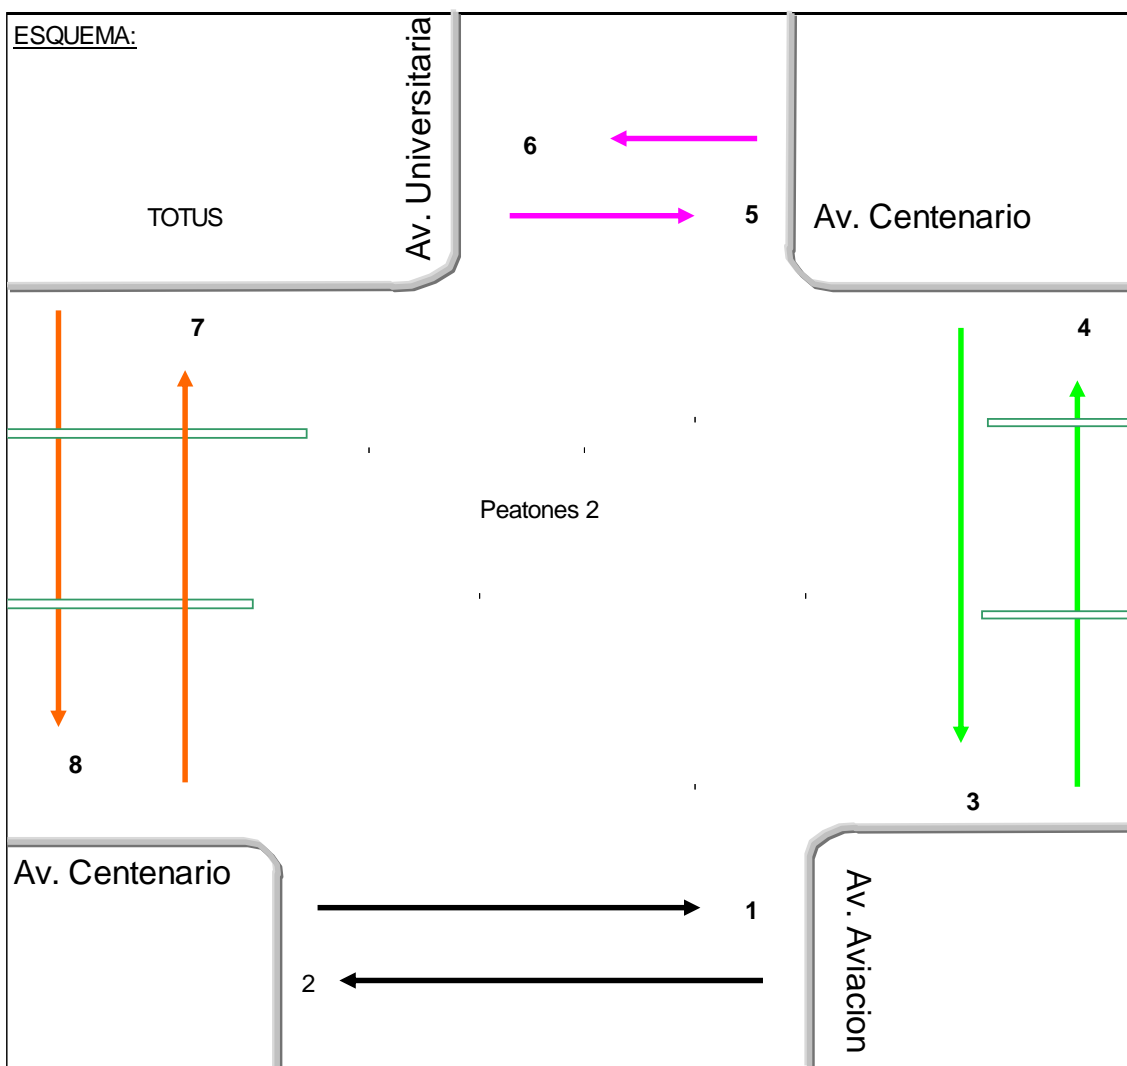 ESQUEMA:
Av. Universitaria
6
TOTUS
5
Av. Centenario
7
4
Peatones 2
8
3
Av. Centenario
1
Av. Aviacion
2